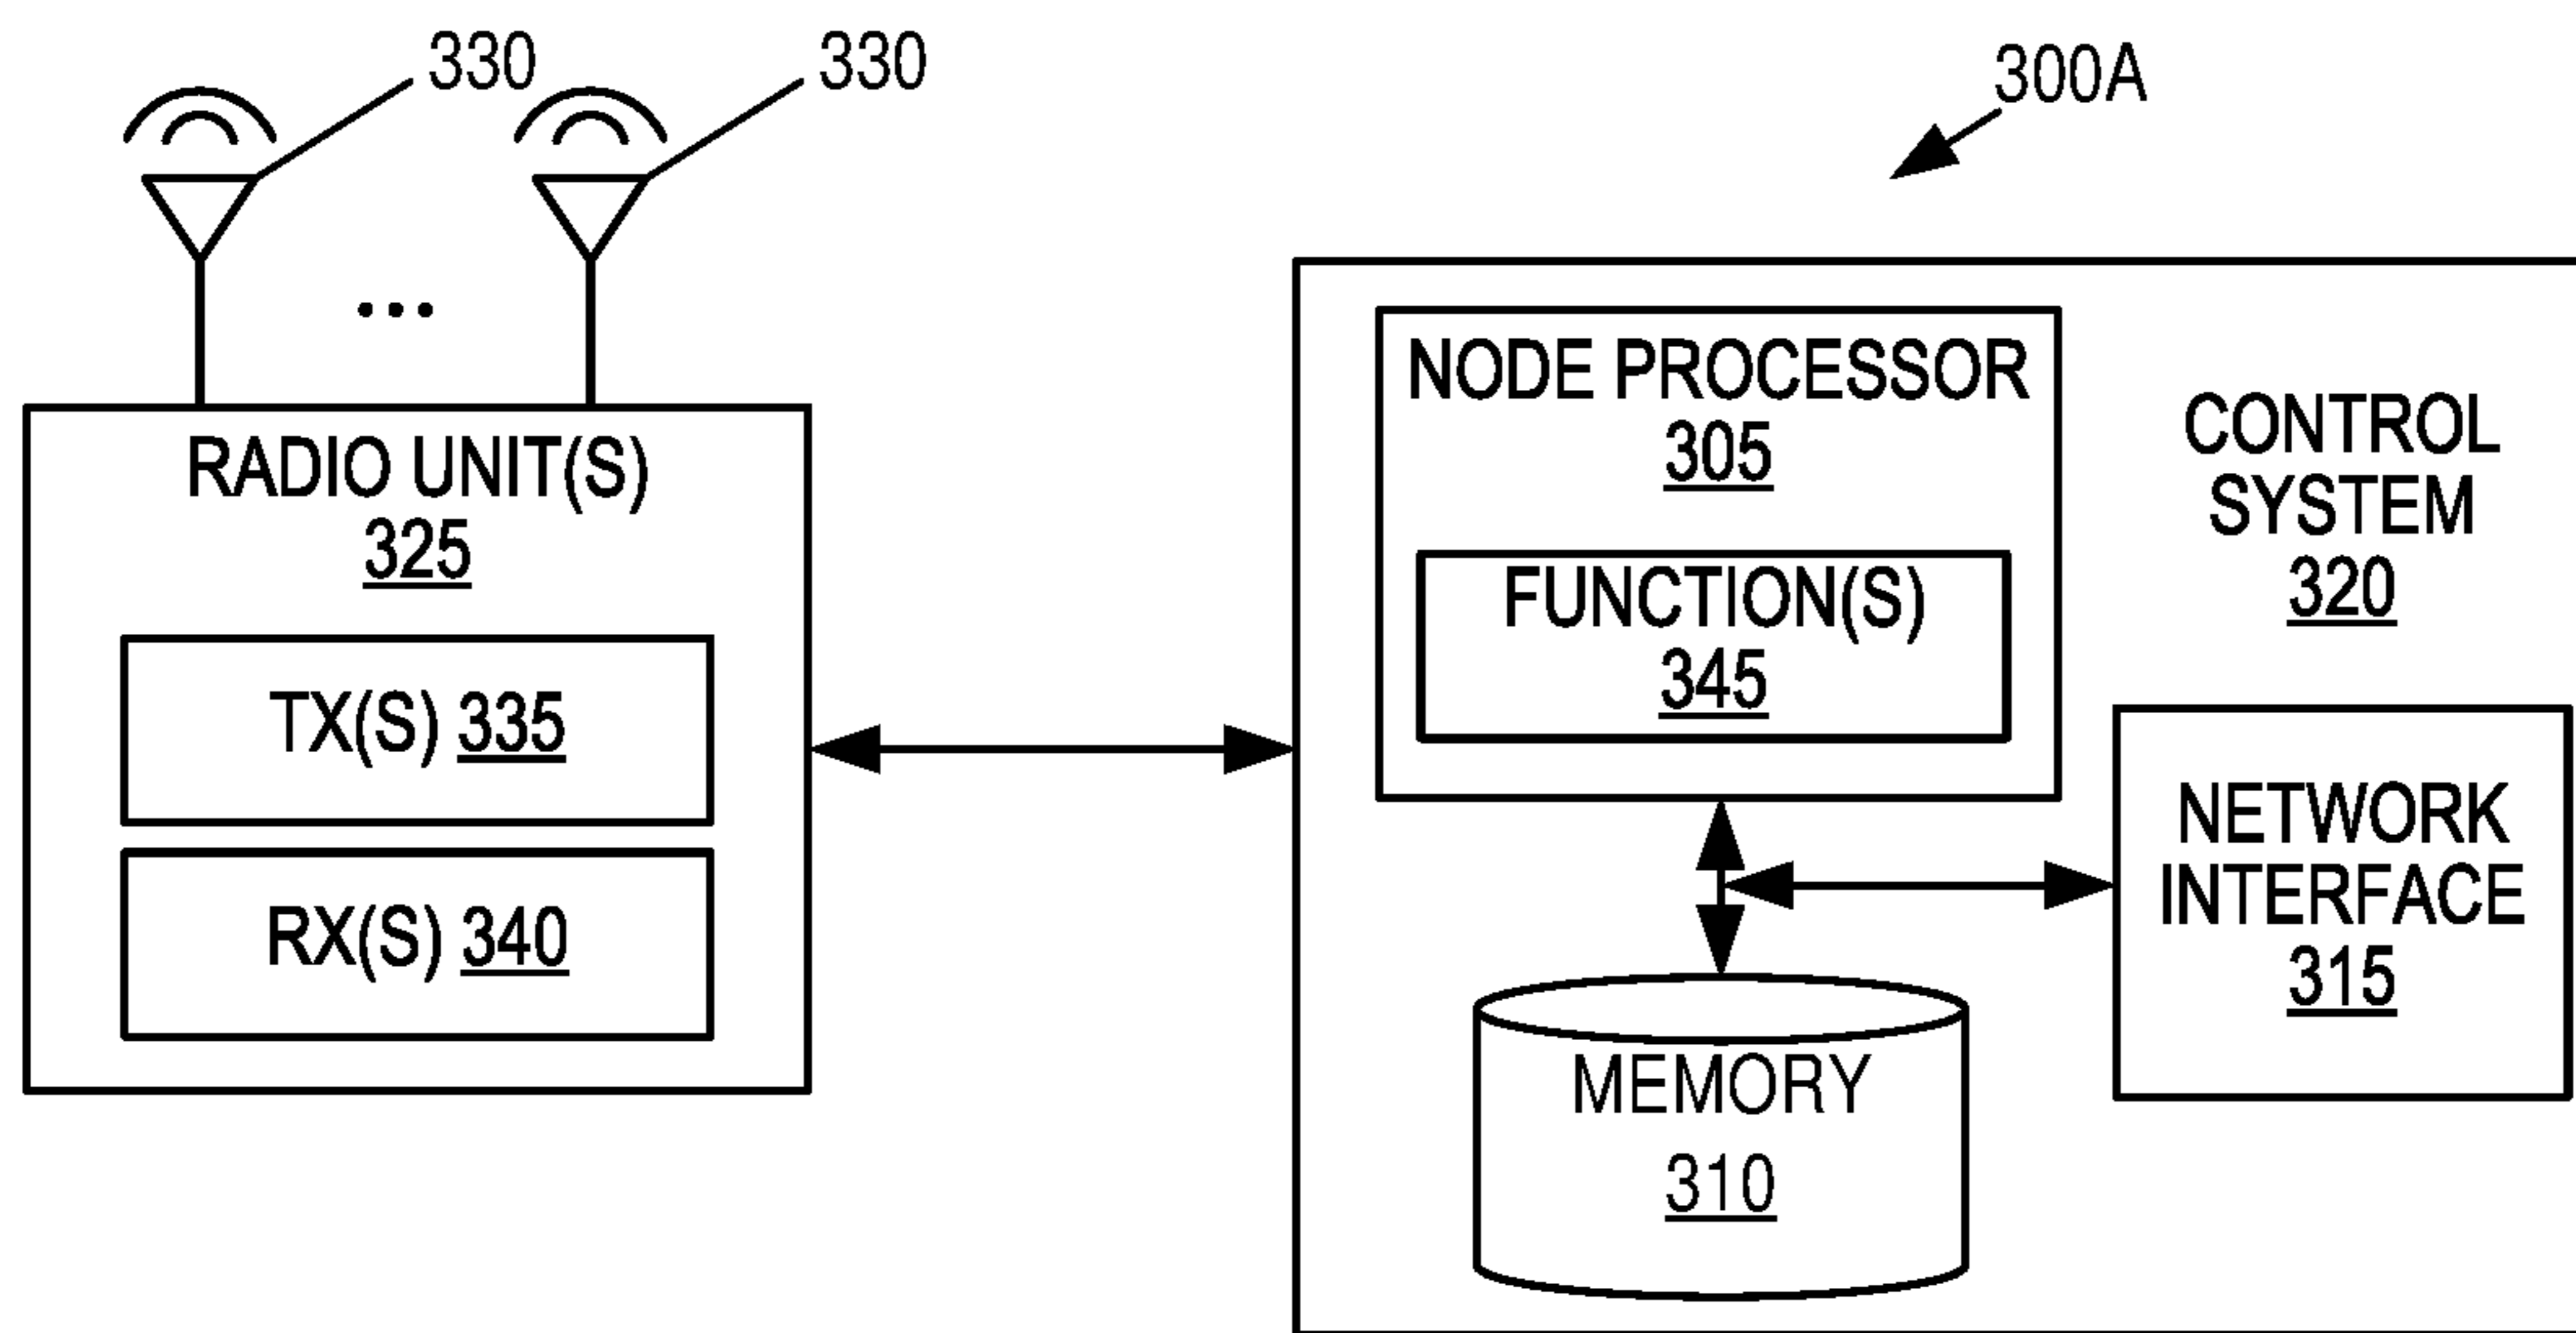 330
330
300A
RADIO UNIT(S)
325
TX(S) 335
RX(S) 340
NODE PROCESSOR
305
FUNCTION(S)
345
CONTROL
SYSTEM
320
NETWORK
INTERFACE
315
MEMORY
310